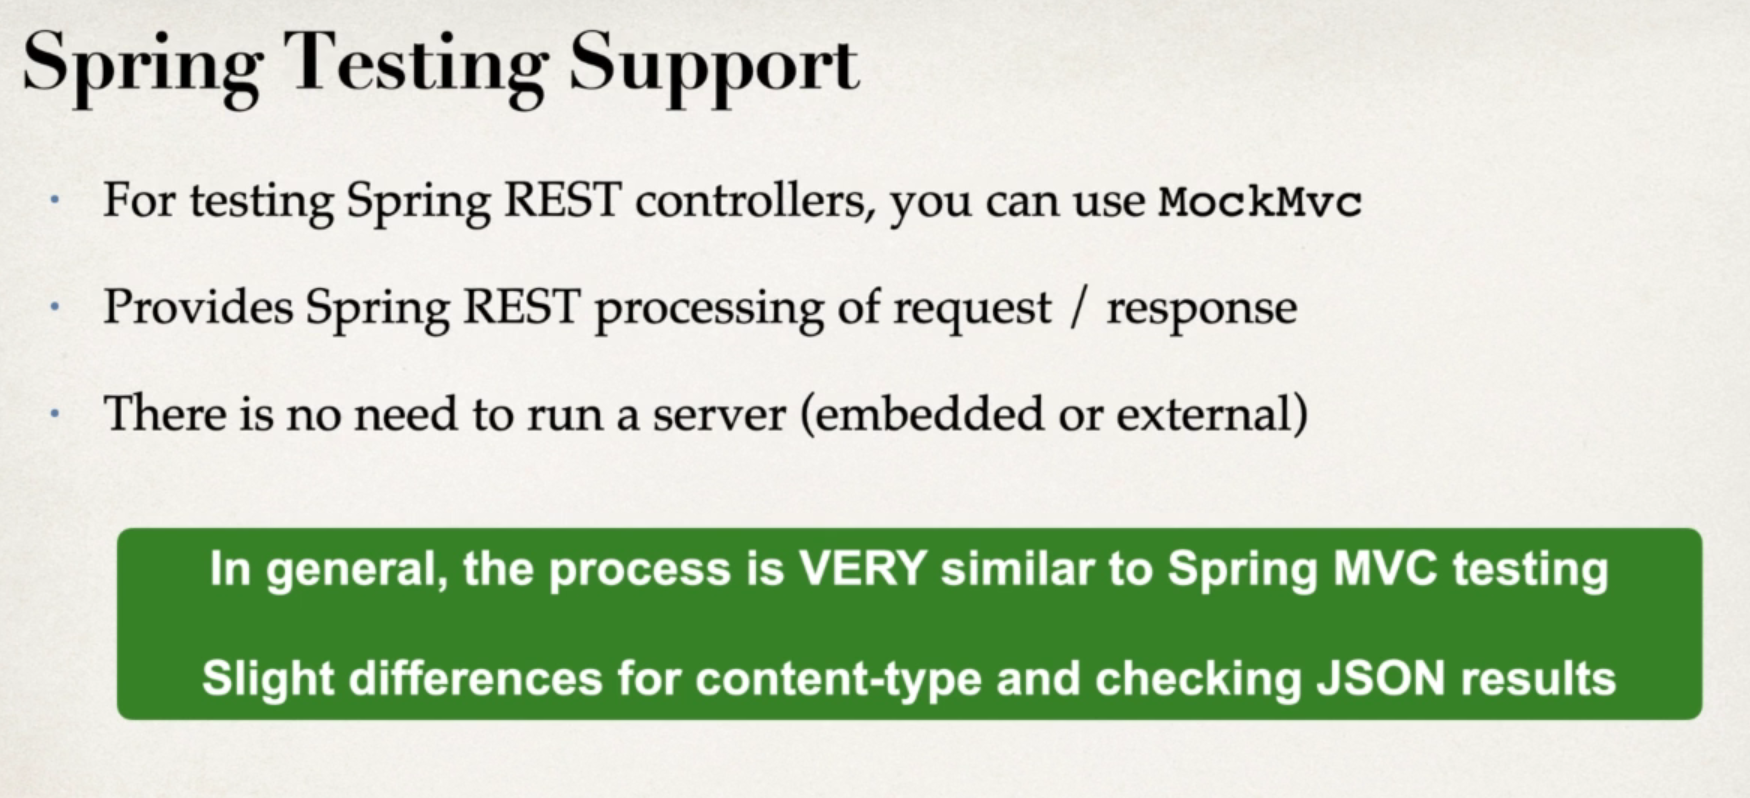 Spring Testing Support
• For testing Spring REST controllers, you can use MockMvc
• Provides Spring REST processing of request / response
• There is no need to run a server (embedded or external)
In general, the process is VERY similar to Spring MVC testing
Slight differences for content-type and checking JSON results